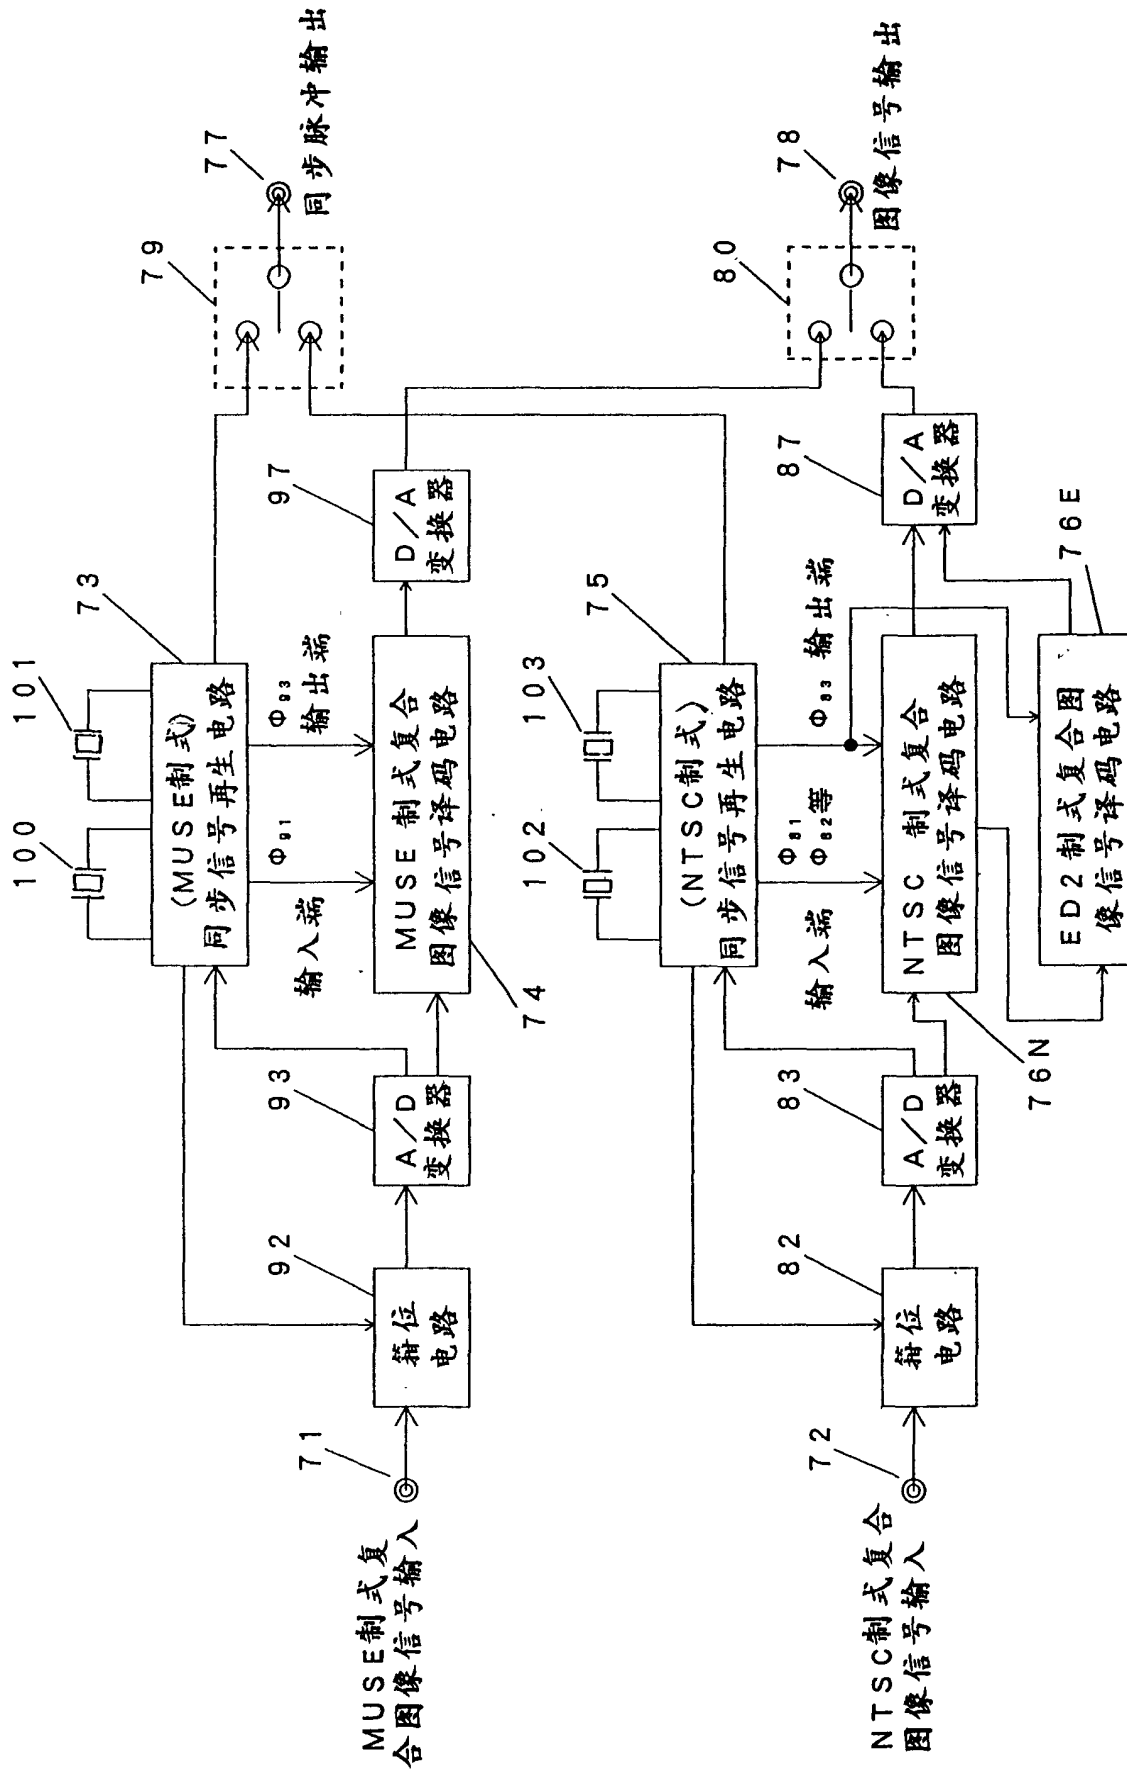 100
101
73
(MUSE制式)
同步信号再生电路
79
77
同步脉冲输出
输入端
Φ91
Φ93
输出端
97
D/A
变换器
MUSE 制式复合
图像信号译码电路
74
93
A/D
变换器
92
箝位
电路
71
MUSE制式复
合图像信号输入
102
103
75
(NTSC制式)
同步信号再生电路
80
78
图像信号输出
输入端
Φ81
Φ82等
Φ83
输出端
87
D/A
变换器
NTSC 制式复合
图像信号译码电路
76N
76E
ED2制式复合图
像信号译码电路
83
A/D
变换器
82
箝位
电路
72
NTSC制式复合
图像信号输入